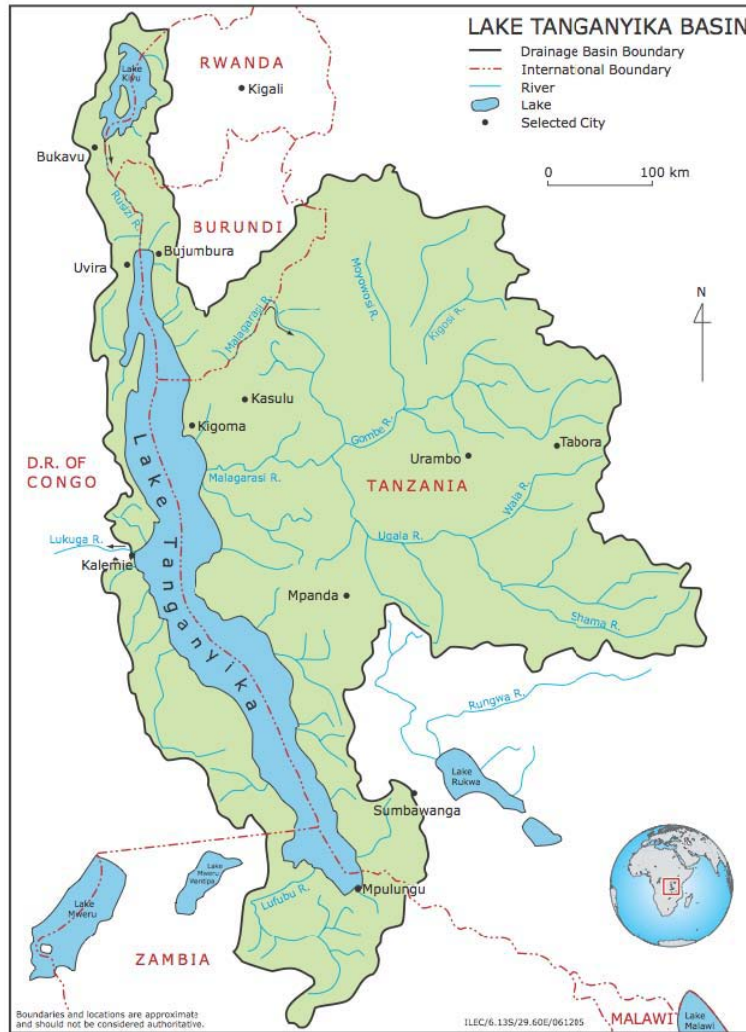 LAKE TANGANYIKA BASIN
Drainage Basin Boundary
International Boundary
River
Lake
Selected City
0 100 km
N
Lake
Kivu
RWANDA
Kigali
Bukavu
Rusizi R.
BURUNDI
Bujumbura
Uvira
Malagarasi R.
Moyowosi R.
Kigosi R.
Kasulu
Kigoma
Gombe R.
Tabora
Urambo
D.R. OF
CONGO
Malagarasi R.
TANZANIA
Wala R.
Lake Tanganyika
Lukuga R.
Ugala R.
Kalemie
Mpanda
Shama R.
Rungwa R.
Lake
Rukwa
Sumbawanga
Lake
Mweru
Wantipa
Lake
Mweru
Mpulungu
Lufubu R.
ZAMBIA
Boundaries and locations are approximate
and should not be considered authoritative.
ILEC/6.13S/29.60E/061205
MALAWI
Lake
Malawi